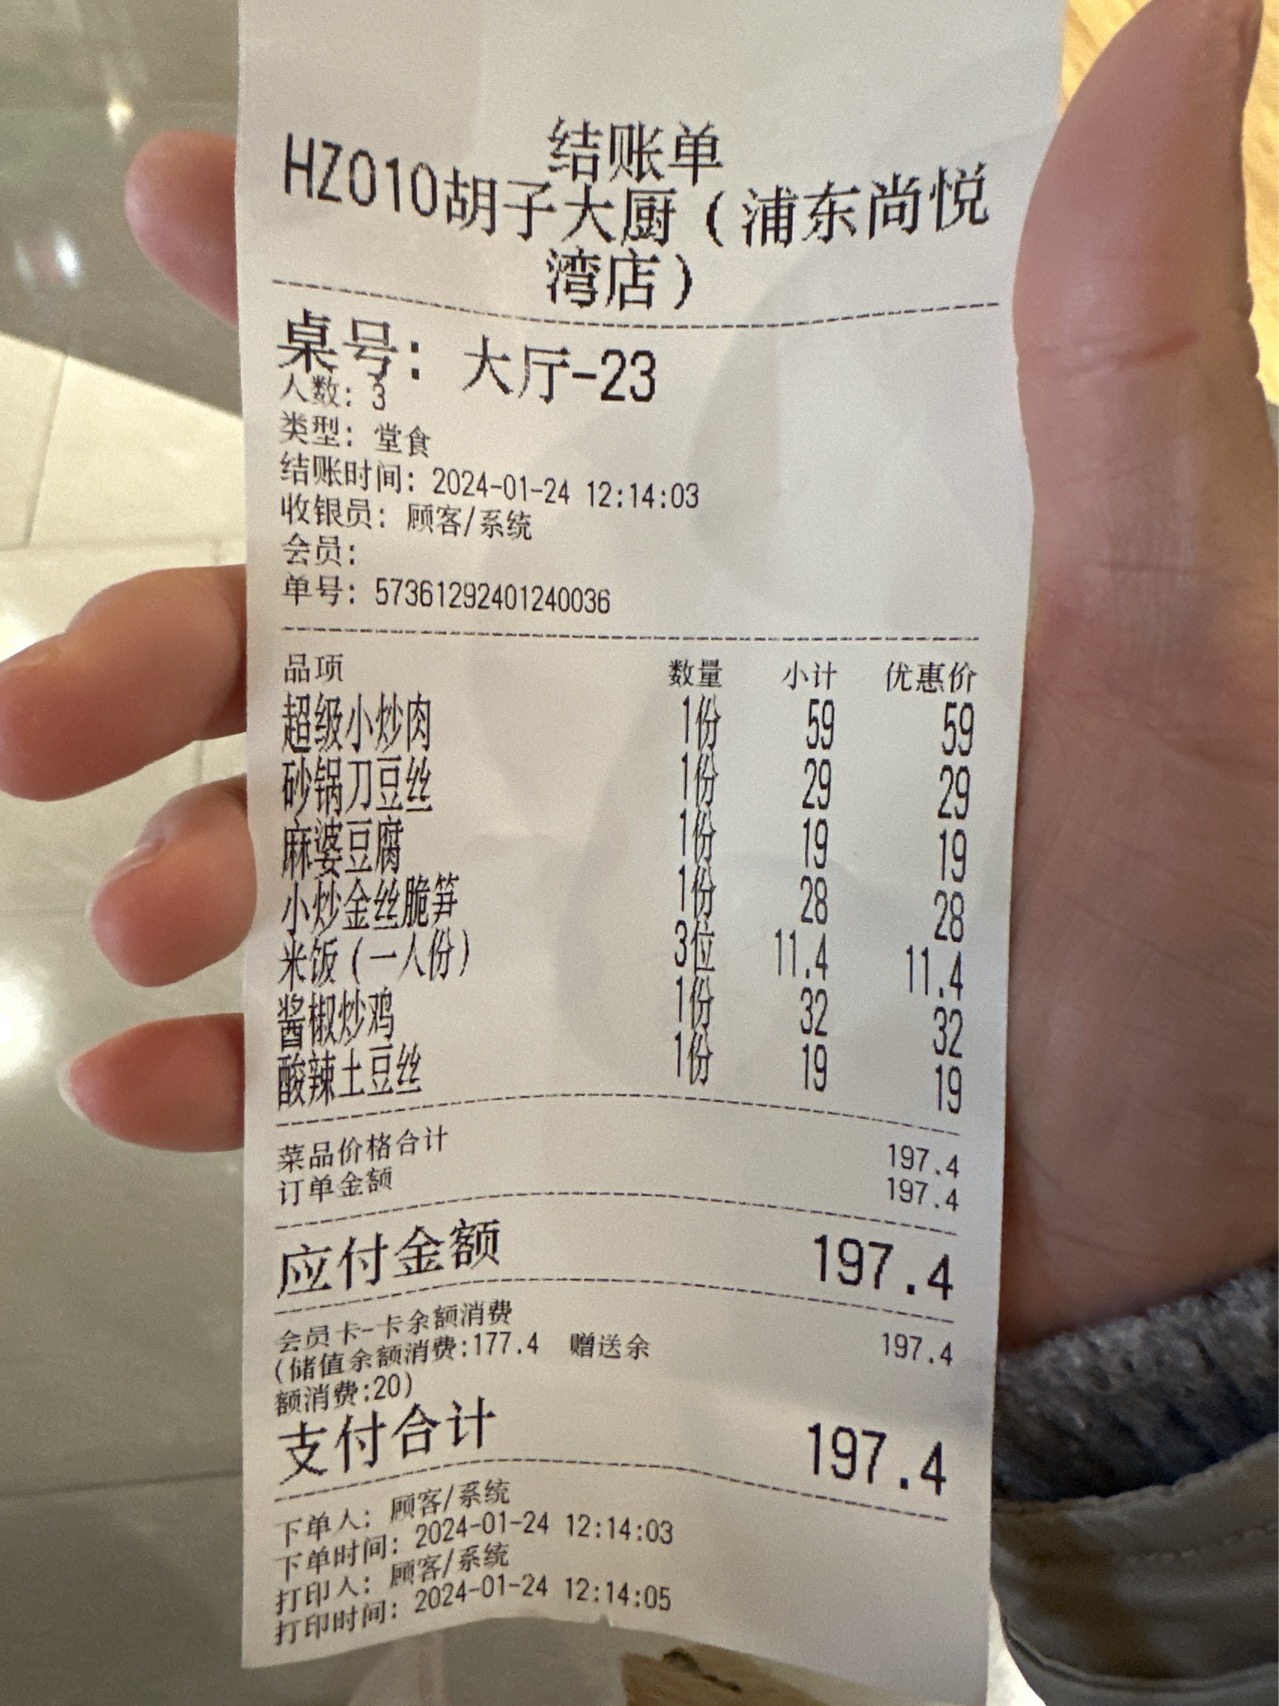 结账单
HZ010胡子大厨（浦东尚悦
湾店）
桌号：大厅-23
人数：3
类型：堂食
结账时间：2024-01-24 12:14:03
收银员：顾客/系统
会员：
单号：573612924012400​36
品项 数量 小计 优惠价
超级小炒肉 1份 59 59
砂锅刀豆丝 1份 29 29
麻婆豆腐 1份 19 19
小炒金丝脆笋 1份 28 28
米饭（一人份） 3位 11.4 11.4
酱椒炒鸡 1份 32 32
酸辣土豆丝 1份 19 19
菜品价格合计 197.4
订单金额 197.4
应付金额 197.4
会员卡-卡余额消费 197.4
(储值余额消费:177.4 赠送余
额消费:20)
支付合计 197.4
下单人：顾客/系统
下单时间：2024-01-24 12:14:03
打印人：顾客/系统
打印时间：2024-01-24 12:14:05